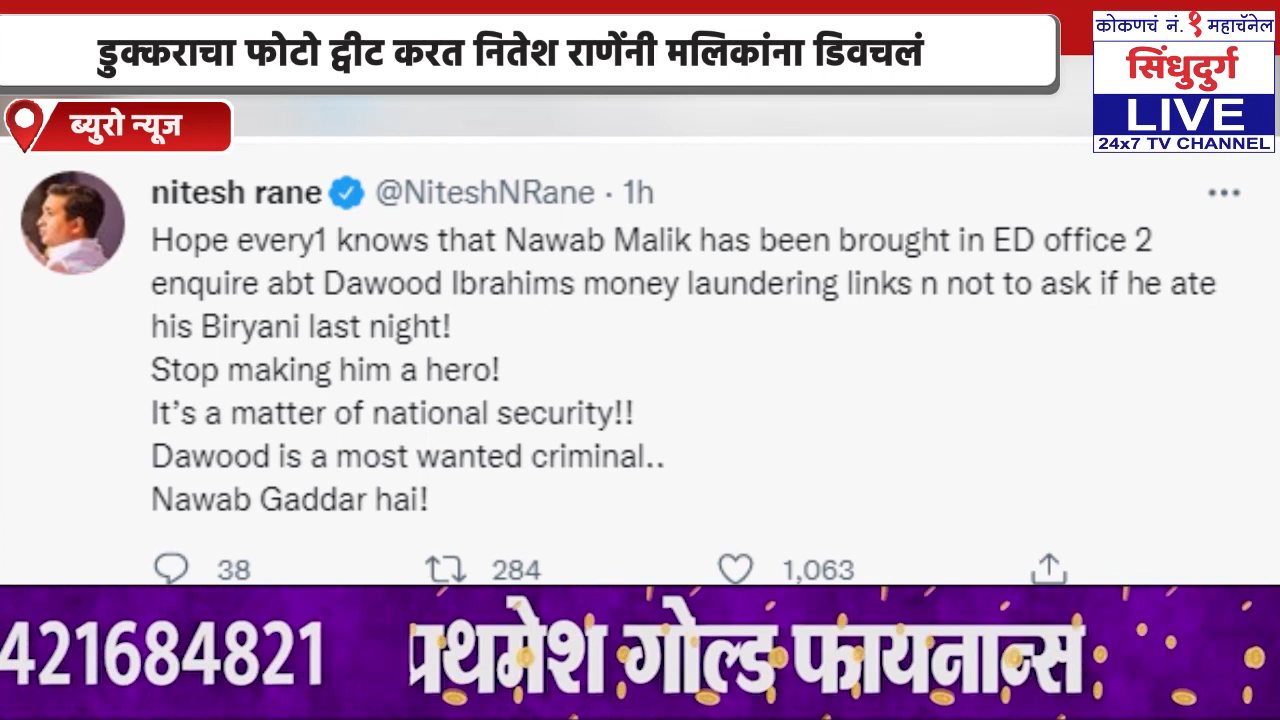 डुक्कराचा फोटो ट्वीट करत नितेश राणेंनी मलिकांना डिवचलं
कोकणचं नं. १ महाचॅनेल
सिंधुदुर्ग
LIVE
24x7 TV CHANNEL
ब्युरो न्यूज
nitesh rane @NiteshNRane · 1h
Hope every1 knows that Nawab Malik has been brought in ED office 2
enquire abt Dawood Ibrahims money laundering links n not to ask if he ate
his Biryani last night!
Stop making him a hero!
It’s a matter of national security!!
Dawood is a most wanted criminal..
Nawab Gaddar hai!
38 284 1,063
421684821 प्रथमेश गोल्ड फायनान्स